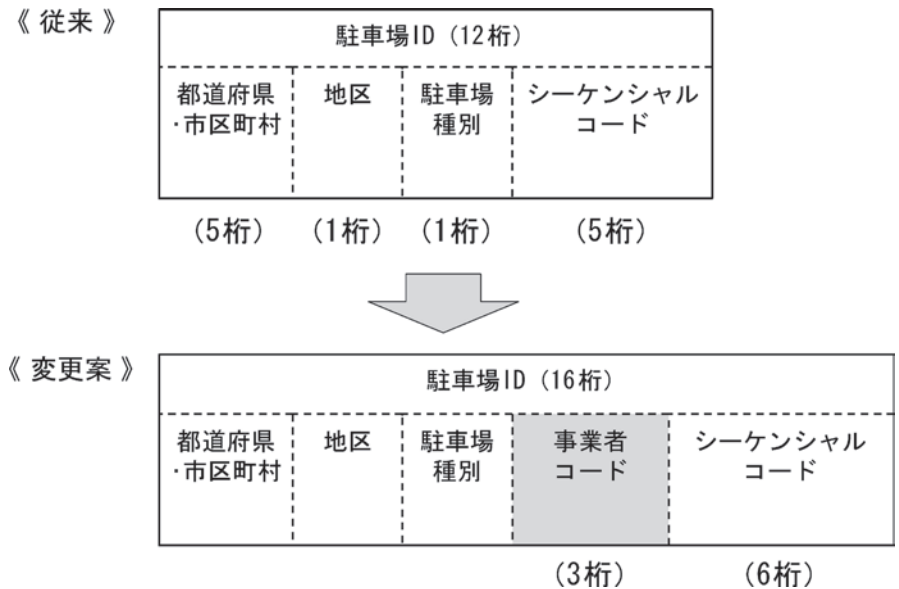 《 従来 》
駐車場ID（12桁）
都道府県
・市区町村
地区
駐車場
種別
シーケンシャル
コード
（5桁）
（1桁）
（1桁）
（5桁）
《 変更案 》
駐車場ID（16桁）
都道府県
・市区町村
地区
駐車場
種別
事業者
コード
シーケンシャル
コード
（3桁）
（6桁）